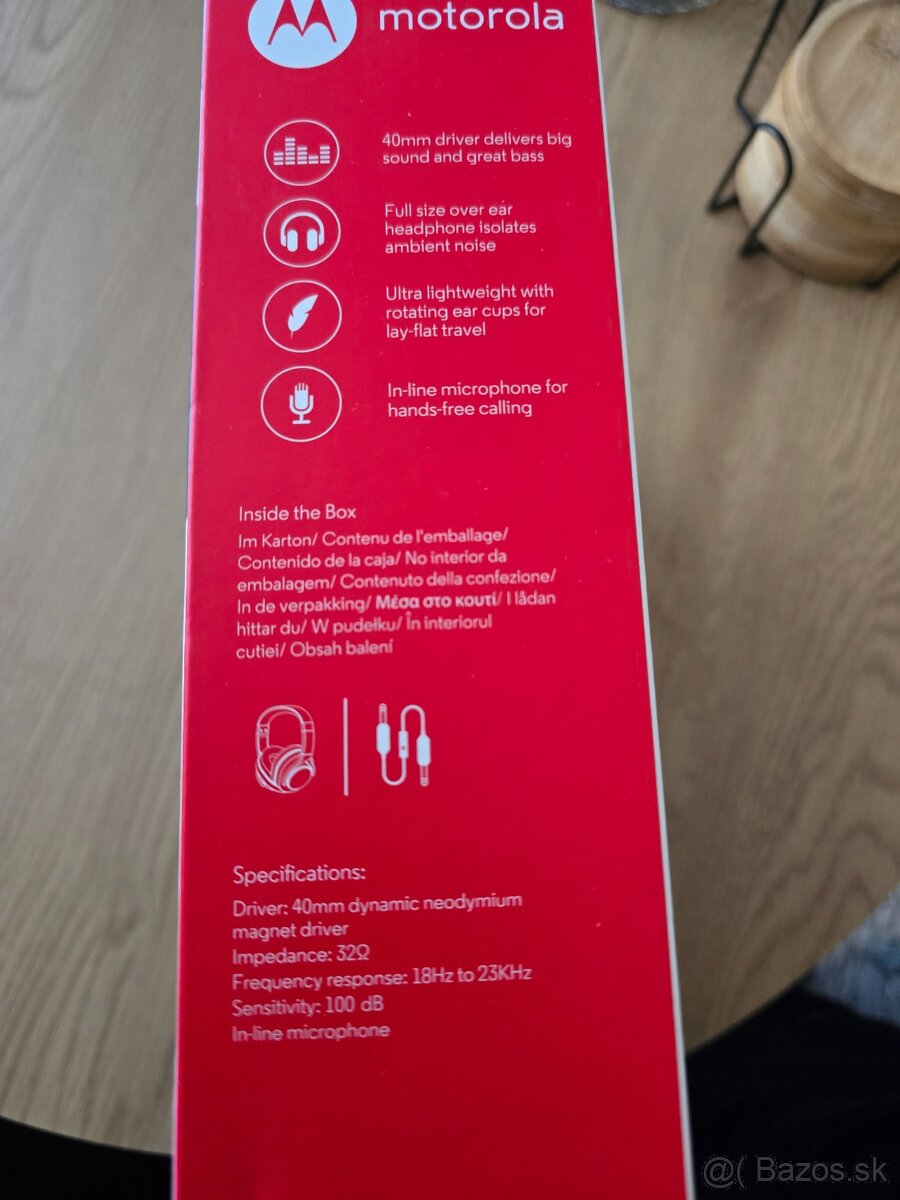 motorola
40mm driver delivers big
sound and great bass
Full size over ear
headphone isolates
ambient noise
Ultra lightweight with
rotating ear cups for
lay-flat travel
In-line microphone for
hands-free calling
Inside the Box
Im Karton/ Contenu de l'emballage/
Contenido de la caja/ No interior da
embalagem/ Contenuto della confezione/
In de verpakking/ Μέσα στο κουτί/ I lådan
hittar du/ W pudełku/ În interiorul
cutiei/ Obsah balení
Specifications:
Driver: 40mm dynamic neodymium
magnet driver
Impedance: 32Ω
Frequency response: 18Hz to 23KHz
Sensitivity: 100 dB
In-line microphone
@( Bazos.sk